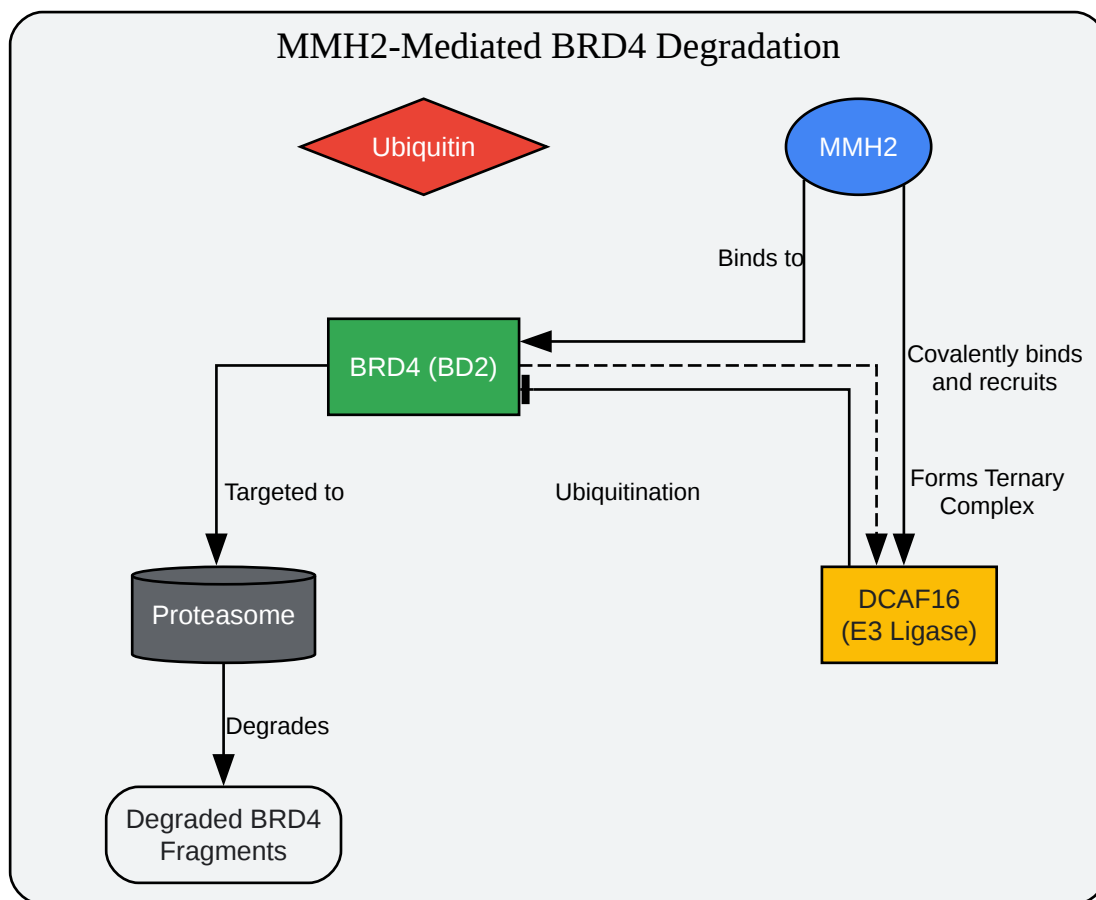 MMH2-Mediated BRD4 Degradation
Ubiquitin
MMH2
Binds to
BRD4 (BD2)
Covalently binds
and recruits
Targeted to
Ubiquitination
Forms Ternary
Complex
Proteasome
DCAF16
(E3 Ligase)
Degrades
Degraded BRD4
Fragments